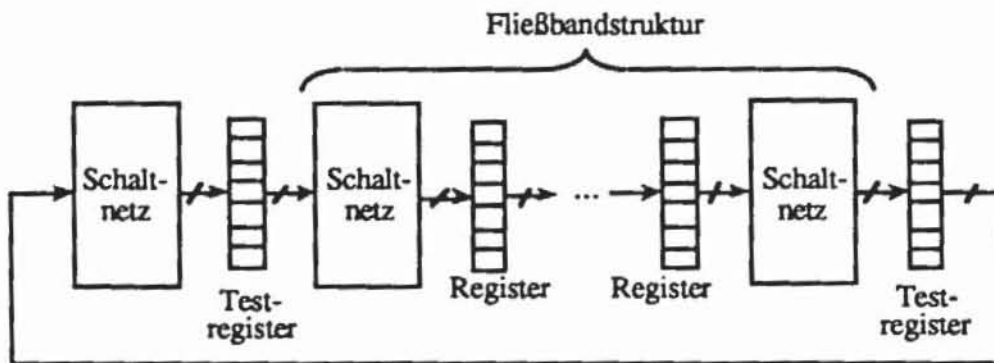 Fließbandstruktur
Schalt-
netz
Schalt-
netz
...
Schalt-
netz
Test-
register
Register
Register
Test-
register